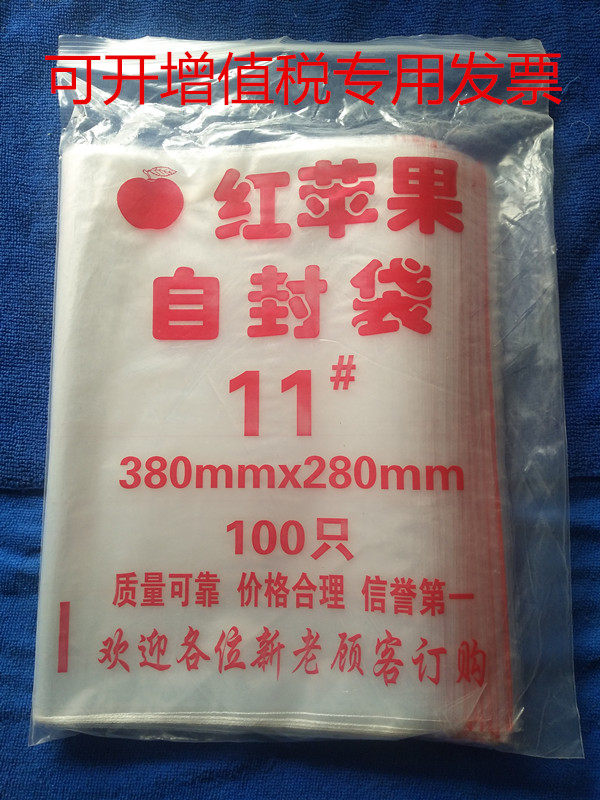 可开增值税专用发票
红苹果
自封袋
11#
380mmx280mm
100只
质量可靠 价格合理 信誉第一
欢迎各位新老顾客订购